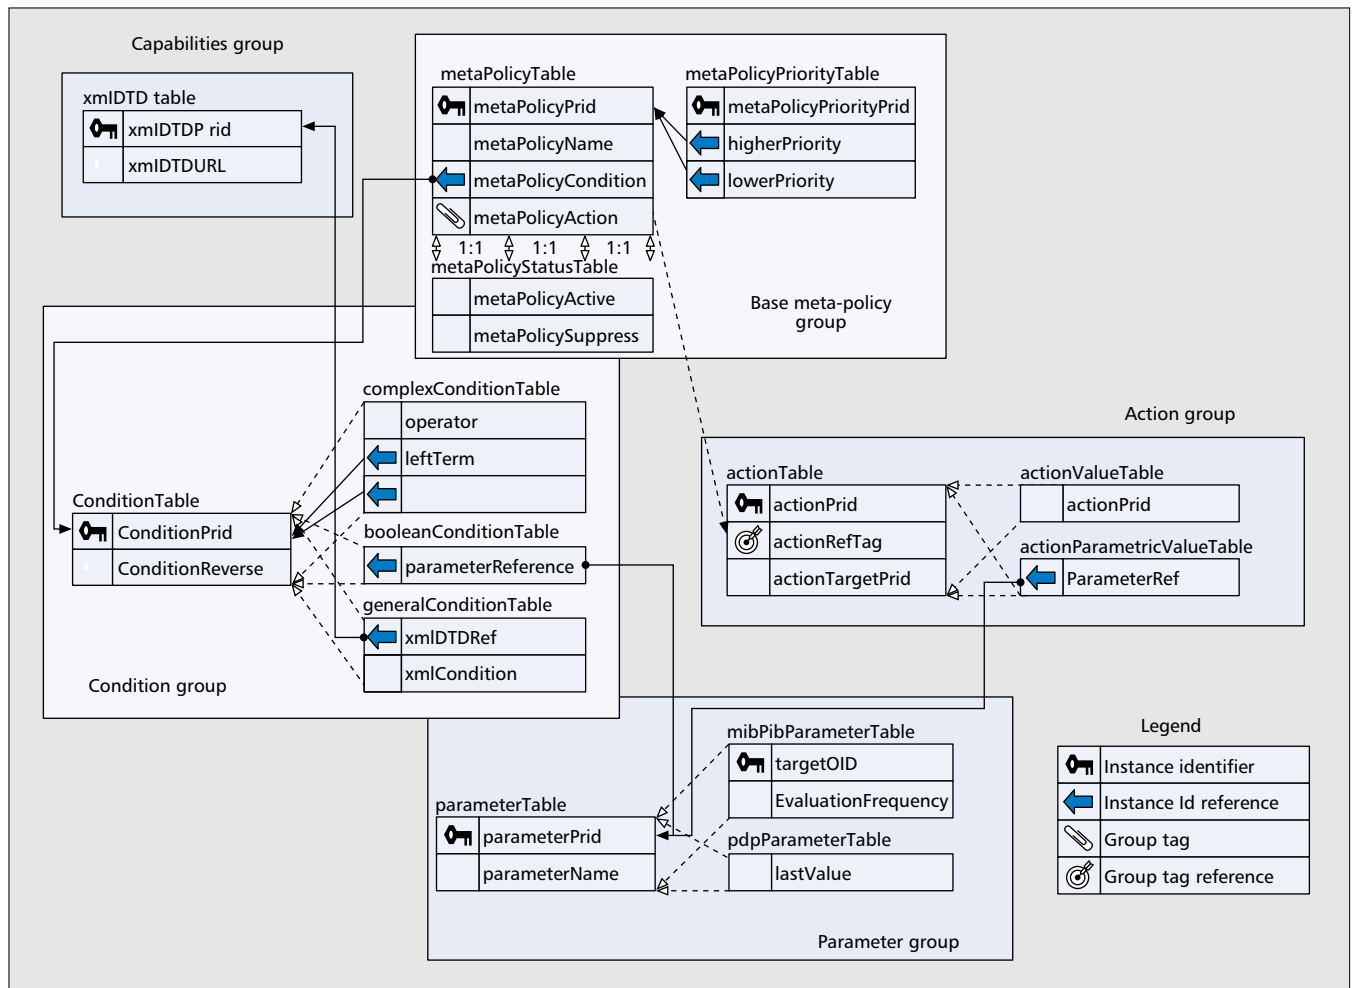 Capabilities group
xmIDTD table
xmIDTDP rid
xmIDTDURL
metaPolicyTable
metaPolicyPrid
metaPolicyName
metaPolicyCondition
metaPolicyAction
1:1
1:1
1:1
metaPolicyStatusTable
metaPolicyActive
metaPolicySuppress
metaPolicyPriorityTable
metaPolicyPriorityPrid
higherPriority
lowerPriority
Base meta-policy
group
complexConditionTable
operator
leftTerm
ConditionTable
ConditionPrid
ConditionReverse
booleanConditionTable
parameterReference
generalConditionTable
xmlDTDRef
xmlCondition
Condition group
Action group
actionTable
actionPrid
actionRefTag
actionTargetPrid
actionValueTable
actionPrid
actionParametricValueTable
ParameterRef
mibPibParameterTable
targetOID
EvaluationFrequency
parameterTable
parameterPrid
parameterName
pdpParameterTable
lastValue
Parameter group
Legend
Instance identifier
Instance Id reference
Group tag
Group tag reference